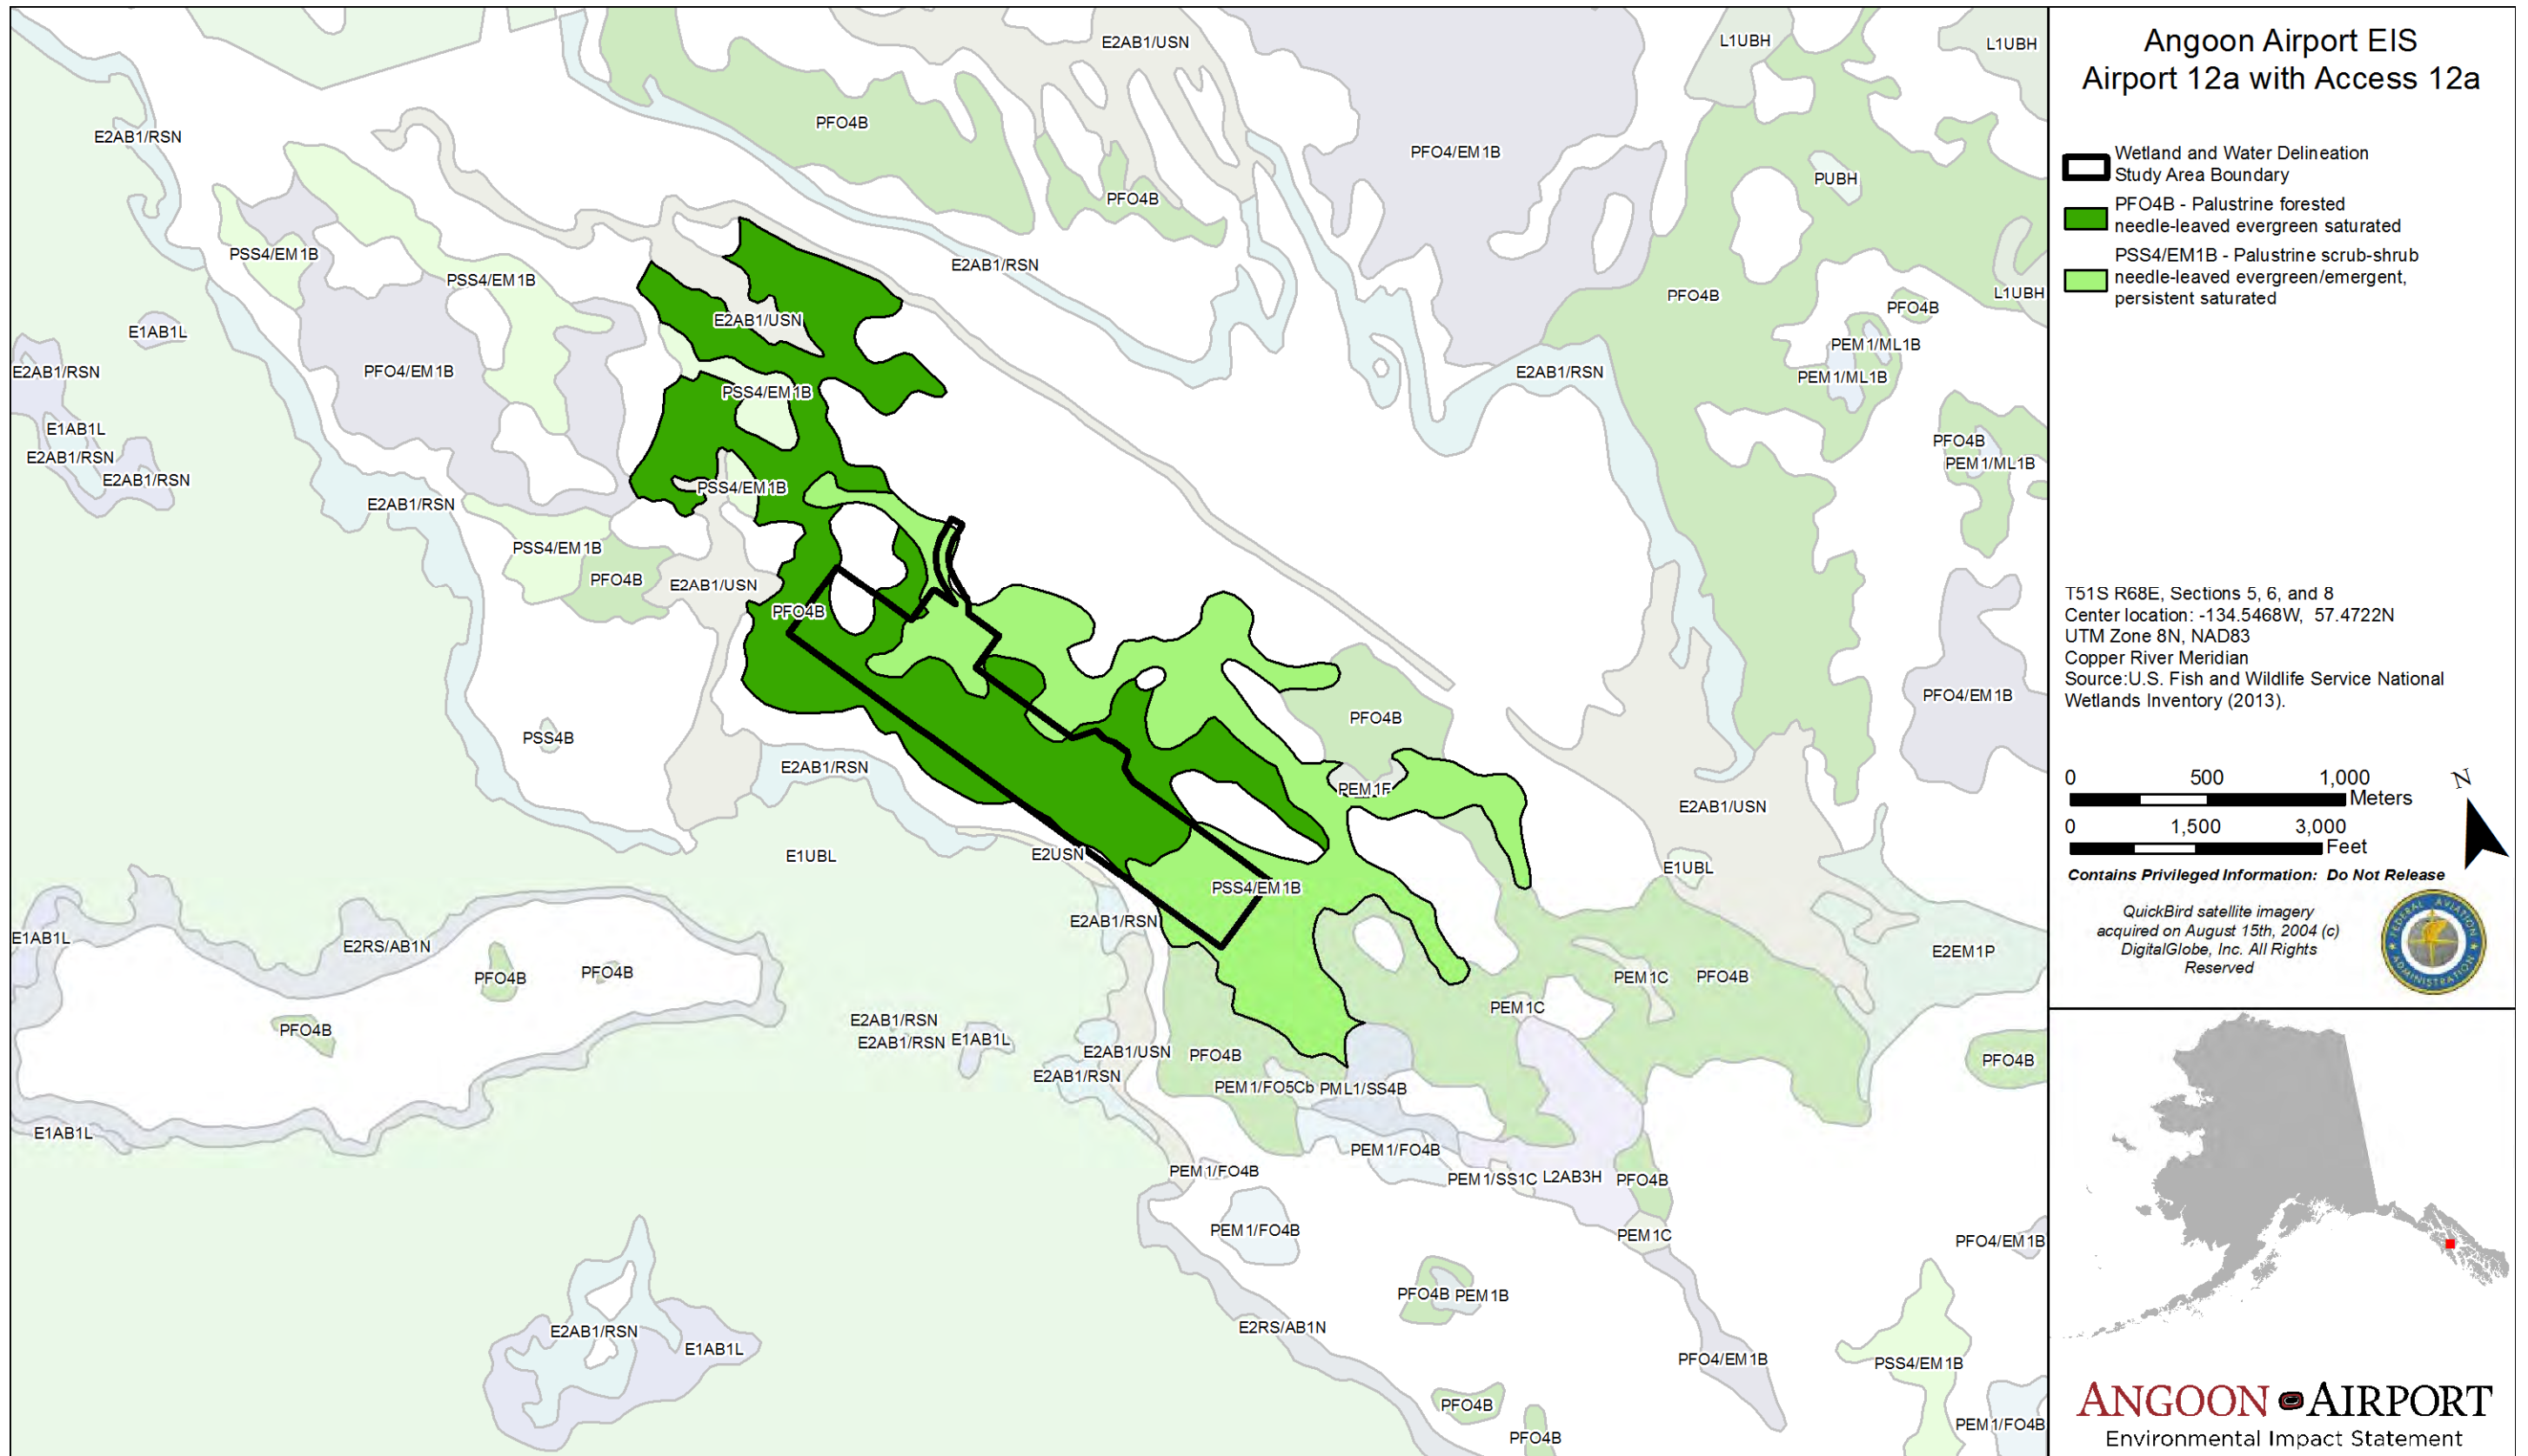 Angoon Airport EIS
Airport 12a with Access 12a
Wetland and Water Delineation
Study Area Boundary
PFO4B - Palustrine forested
needle-leaved evergreen saturated
PSS4/EM1B - Palustrine scrub-shrub
needle-leaved evergreen/emergent,
persistent saturated
T51S R68E, Sections 5, 6, and 8
Center location: -134.5468W, 57.4722N
UTM Zone 8N, NAD83
Copper River Meridian
Source:U.S. Fish and Wildlife Service National
Wetlands Inventory (2013).
0 500 1,000
Meters
0 1,500 3,000
Feet
N
Contains Privileged Information: Do Not Release
QuickBird satellite imagery
acquired on August 15th, 2004 (c)
DigitalGlobe, Inc. All Rights
Reserved
FEDERAL AVIATION
ADMINISTRATION
ANGOON AIRPORT
Environmental Impact Statement
E2AB1/USN
L1UBH
L1UBH
PFO4B
E2AB1/RSN
PFO4/EM1B
PUBH
PFO4B
PSS4/EM1B
E2AB1/RSN
PSS4/EM1B
PFO4B
L1UBH
PFO4B
E2AB1/USN
E1AB1L
PEM1/ML1B
E2AB1/RSN
PFO4/EM1B
E2AB1/RSN
PEM1/ML1B
PSS4/EM1B
E1AB1L
PFO4B
E2AB1/RSN
PEM1/ML1B
E2AB1/RSN
PSS4/EM1B
E2AB1/RSN
PSS4/EM1B
PFO4B
E2AB1/USN
PFO4B
PFO4/EM1B
PFO4B
PSS4B
E2AB1/RSN
PEM1F
E2AB1/USN
E1UBL
E2USN
E1UBL
PSS4/EM1B
E2AB1/RSN
E1AB1L
E2RS/AB1N
E2EM1P
PFO4B
PFO4B
PEM1C
PFO4B
PEM1C
E2AB1/RSN
PFO4B
E2AB1/RSN
E1AB1L
E2AB1/USN
PFO4B
PFO4B
E2AB1/RSN
PEM1/FO5Cb
PML1/SS4B
E1AB1L
PEM1/FO4B
PEM1/FO4B
PEM1/SS1C
L2AB3H
PFO4B
PEM1/FO4B
PEM1C
PFO4/EM1B
PFO4B
PEM1B
E2AB1/RSN
E2RS/AB1N
E1AB1L
PFO4/EM1B
PSS4/EM1B
PFO4B
PEM1/FO4B
PFO4B